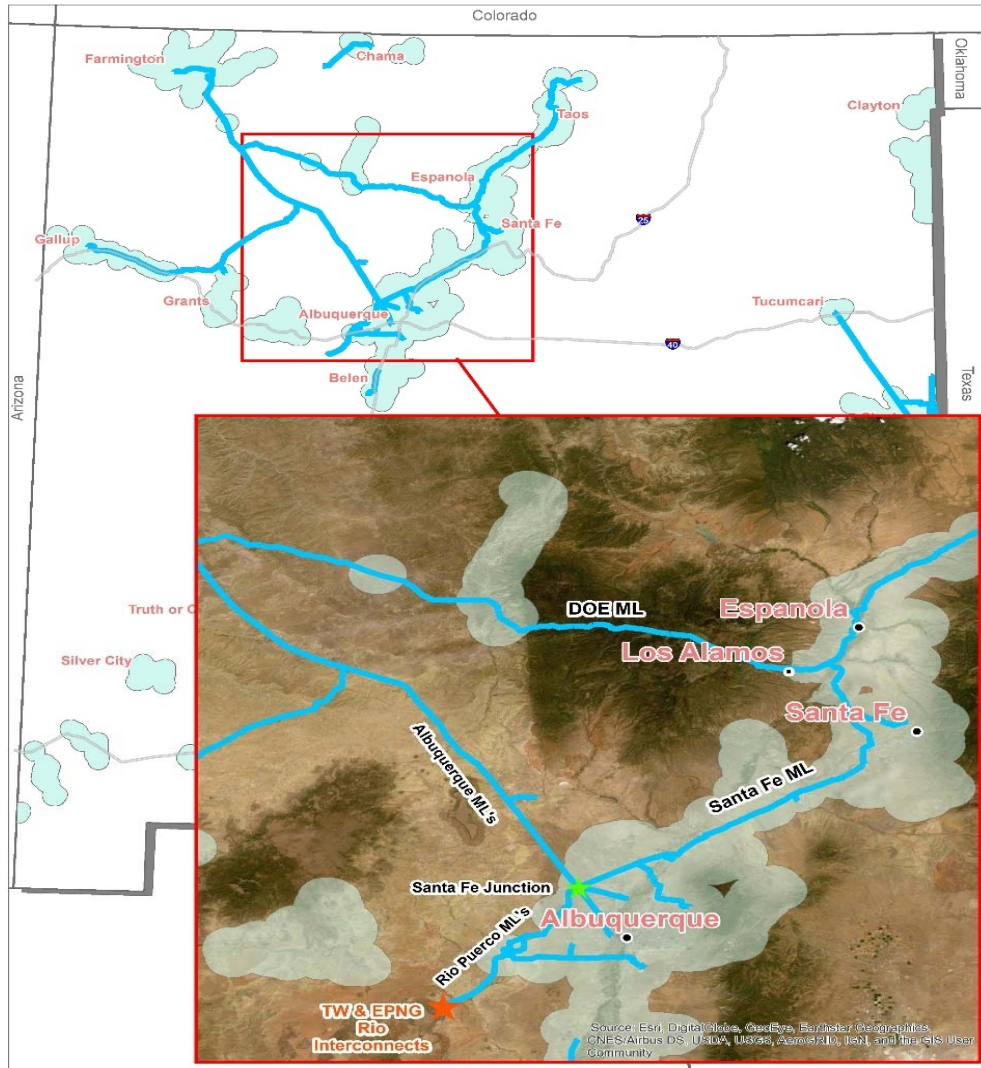 Colorado
Oklahoma
Farmington
Chama
Clayton
Taos
Espanola
Santa Fe
25
Gallup
Grants
Albuquerque
Tucumcari
40
Belen
Arizona
Texas
Truth or C
Silver City
DOE ML
Espanola
Los Alamos
Santa Fe
Albuquerque ML's
Santa Fe ML
Santa Fe Junction
Albuquerque
Rio Puerco ML's
TW & EPNG
Rio
Interconnects
Source: Esri, DigitalGlobe, GeoEye, Earthstar Geographics,
CNES/Airbus DS, USDA, USGS, AeroGRID, IGN, and the GIS User
Community